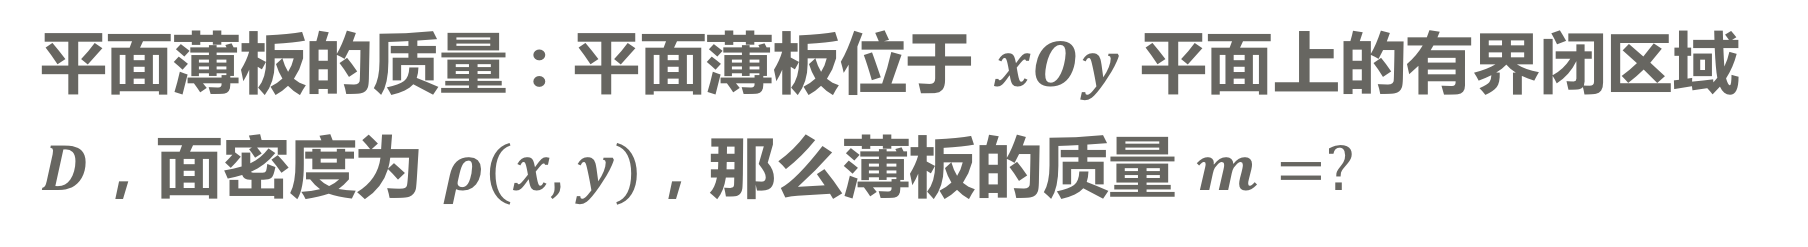 平面薄板的质量：平面薄板位于 xOy 平面上的有界闭区域
D，面密度为 ρ(x, y)，那么薄板的质量 m =?